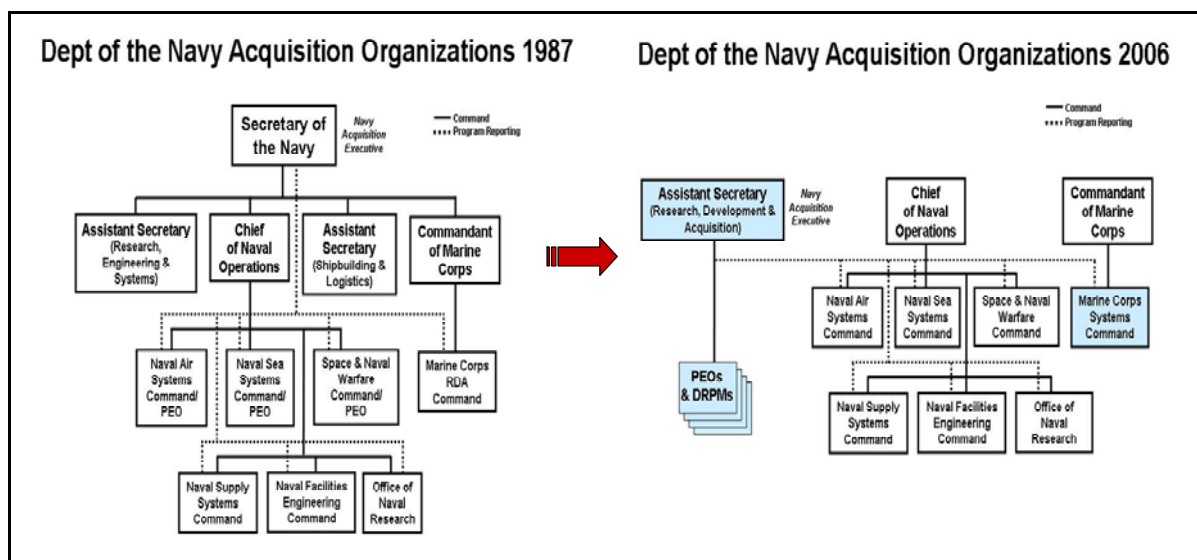 Dept of the Navy Acquisition Organizations 1987
Secretary of
the Navy
Navy
Acquisition
Executive
Command
Program Reporting
Assistant Secretary
(Research,
Engineering &
Systems)
Chief
of Naval
Operations
Assistant
Secretary
(Shipbuilding &
Logistics)
Commandant
of Marine
Corps
Naval Air
Systems
Command/
PEO
Naval Sea
Systems
Command/
PEO
Space & Naval
Warfare
Command/
PEO
Marine Corps
RDA
Command
Naval Supply
Systems
Command
Naval Facilities
Engineering
Command
Office of
Naval
Research
Dept of the Navy Acquisition Organizations 2006
Command
Program Reporting
Assistant Secretary
(Research, Development &
Acquisition)
Navy
Acquisition
Executive
Chief
of Naval
Operations
Commandant
of Marine
Corps
Naval Air
Systems
Command
Naval Sea
Systems
Command
Space & Naval
Warfare
Command
Marine Corps
Systems
Command
PEOs
& DRPMs
Naval Supply
Systems
Command
Naval Facilities
Engineering
Command
Office of
Naval
Research